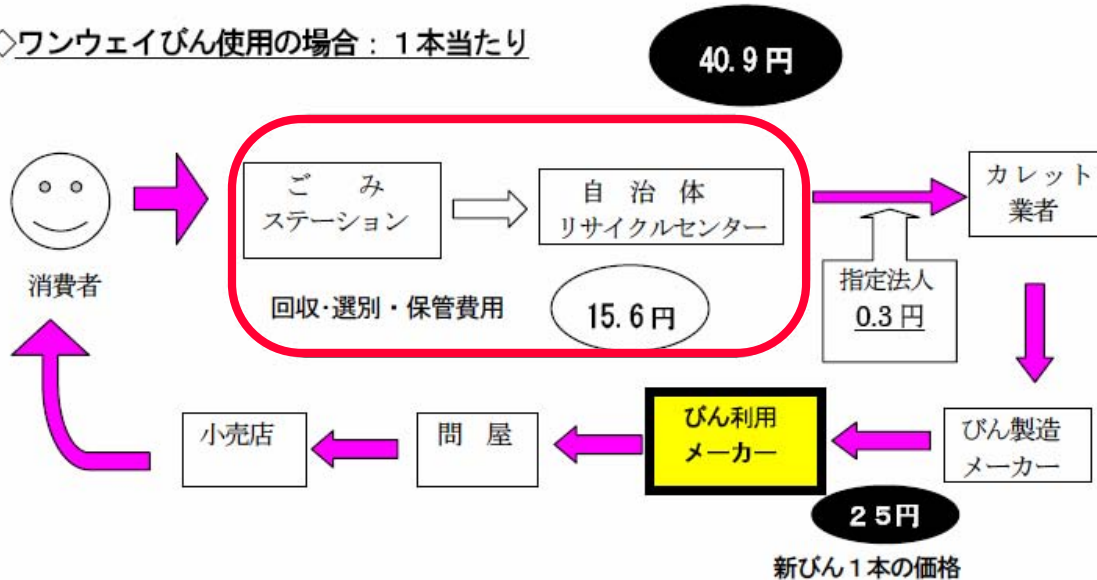 ◇ワンウェイびん使用の場合：１本当たり
40.9円
ごみ
ステーション
自治体
リサイクルセンター
カレット
業者
消費者
回収・選別・保管費用
15.6円
指定法人
0.3円
小売店
問屋
びん利用
メーカー
びん製造
メーカー
２５円
新びん１本の価格